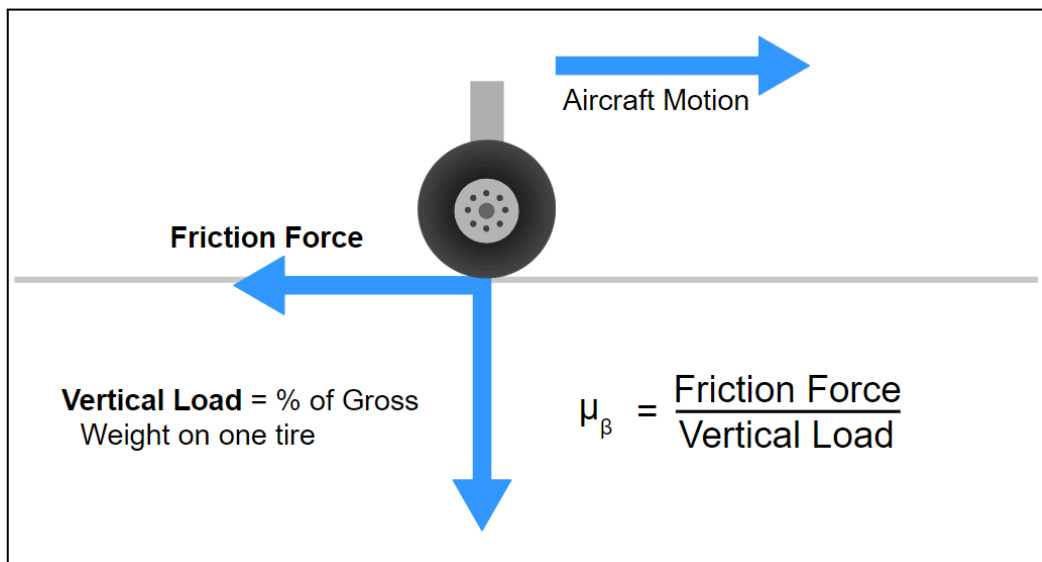 Aircraft Motion
Friction Force
Vertical Load = % of Gross
Weight on one tire
μβ = Friction Force
Vertical Load